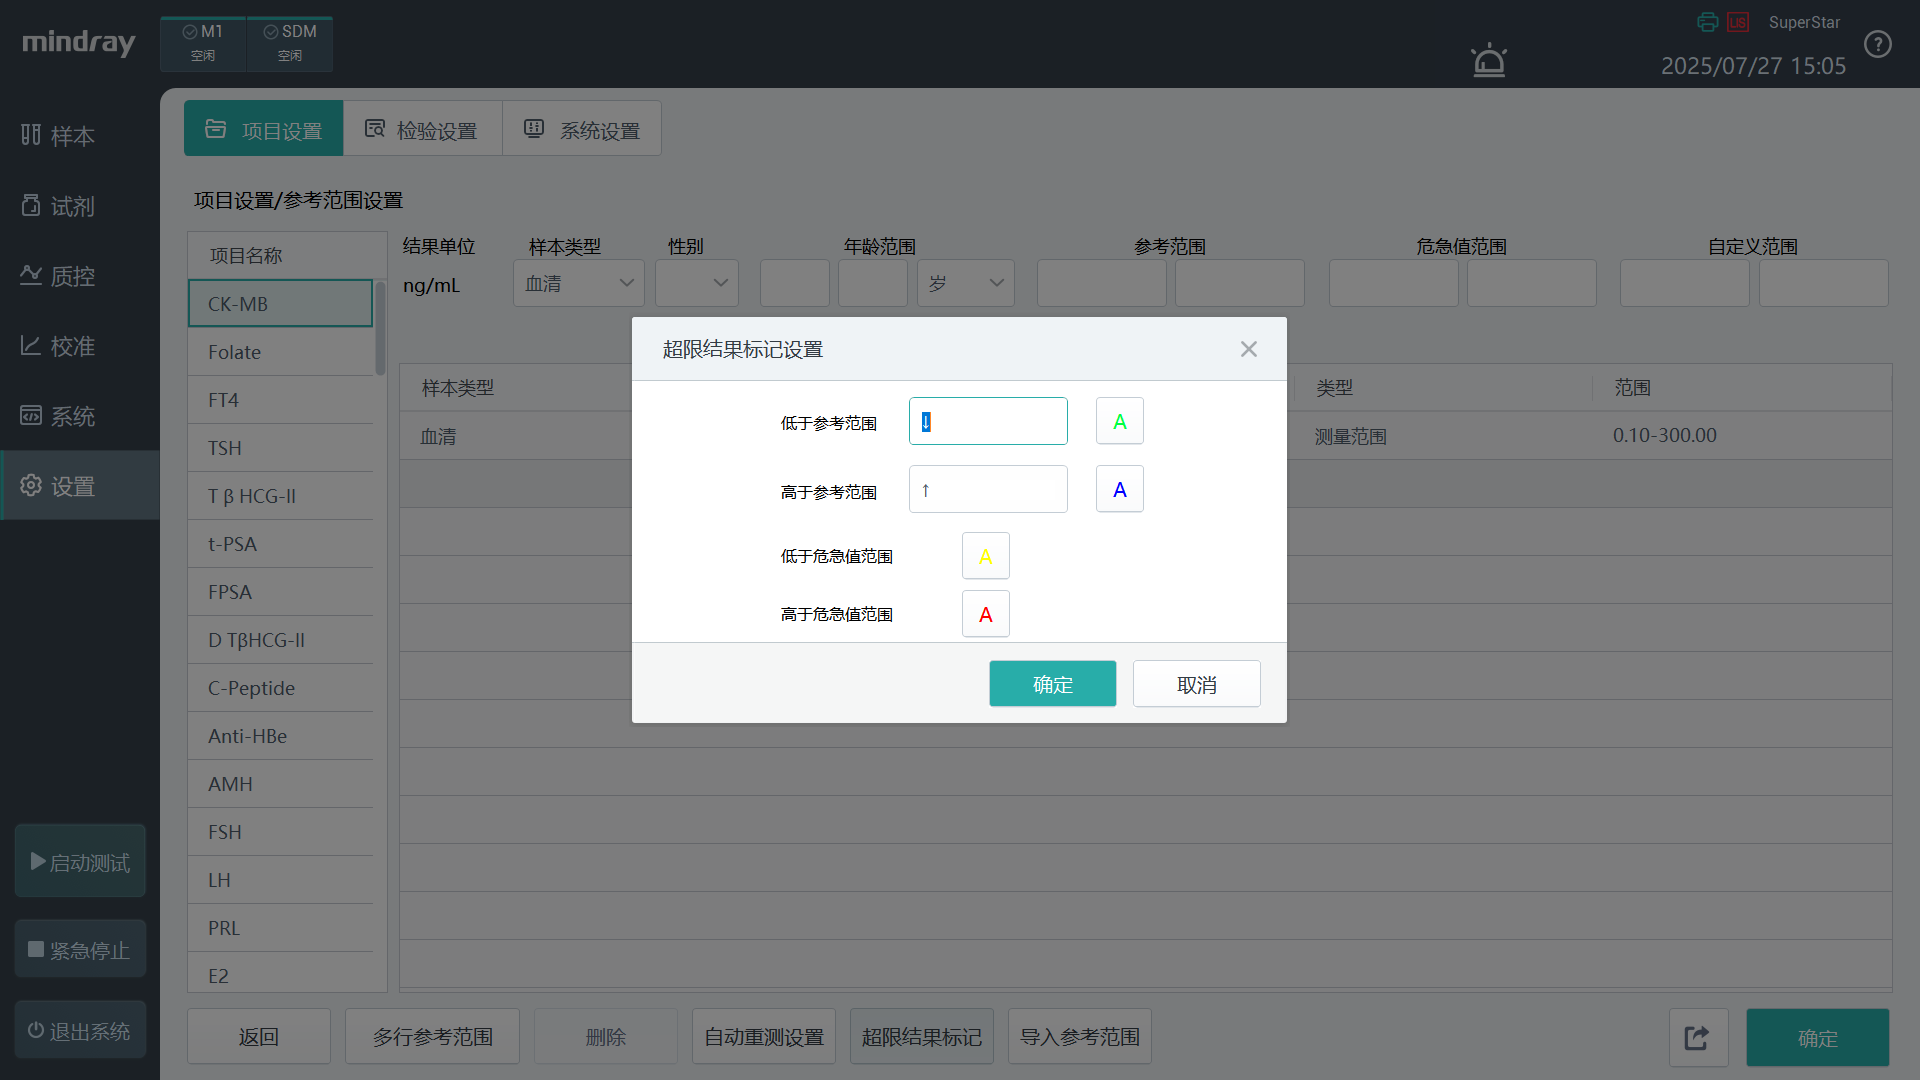 mindray
M1
空闲
SDM
空闲
LIS
SuperStar
2025/07/27 15:05
?
样本
试剂
质控
校准
系统
设置
启动测试
紧急停止
退出系统
项目设置
检验设置
系统设置
项目设置/参考范围设置
项目名称
CK-MB
Folate
FT4
TSH
T β HCG-II
t-PSA
FPSA
D TβHCG-II
C-Peptide
Anti-HBe
AMH
FSH
LH
PRL
E2
结果单位 样本类型 性别 年龄范围 参考范围 危急值范围 自定义范围
ng/mL 血清 岁
样本类型 类型 范围
血清 测量范围 0.10-300.00
超限结果标记设置
低于参考范围 ↓ A
高于参考范围 ↑ A
低于危急值范围 A
高于危急值范围 A
确定 取消
返回 多行参考范围 删除 自动重测设置 超限结果标记 导入参考范围 确定